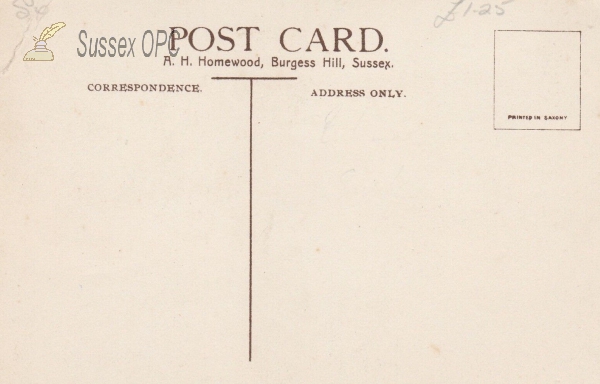 £1-25
Sussex OPC
POST CARD.
A. H. Homewood, Burgess Hill, Sussex.
CORRESPONDENCE.
ADDRESS ONLY.
PRINTED IN SAXONY